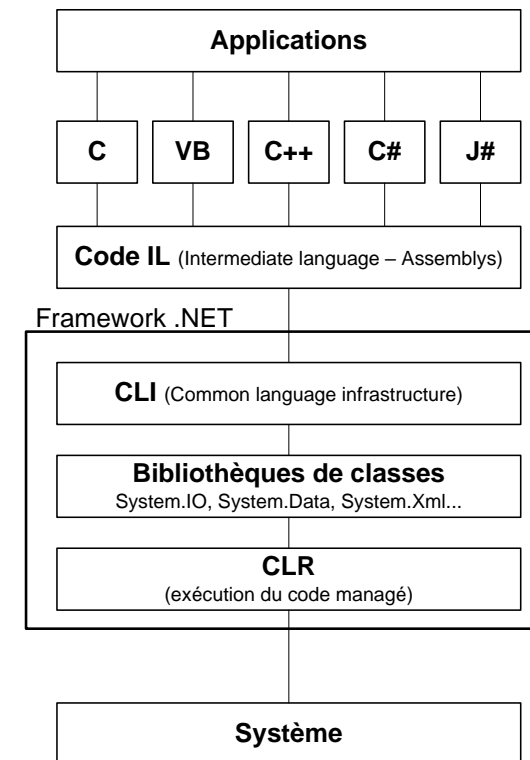 Applications
C
VB
C++
C#
J#
Code IL (Intermediate language – Assemblys)
Framework .NET
CLI (Common language infrastructure)
Bibliothèques de classes
System.IO, System.Data, System.Xml...
CLR
(exécution du code managé)
Système